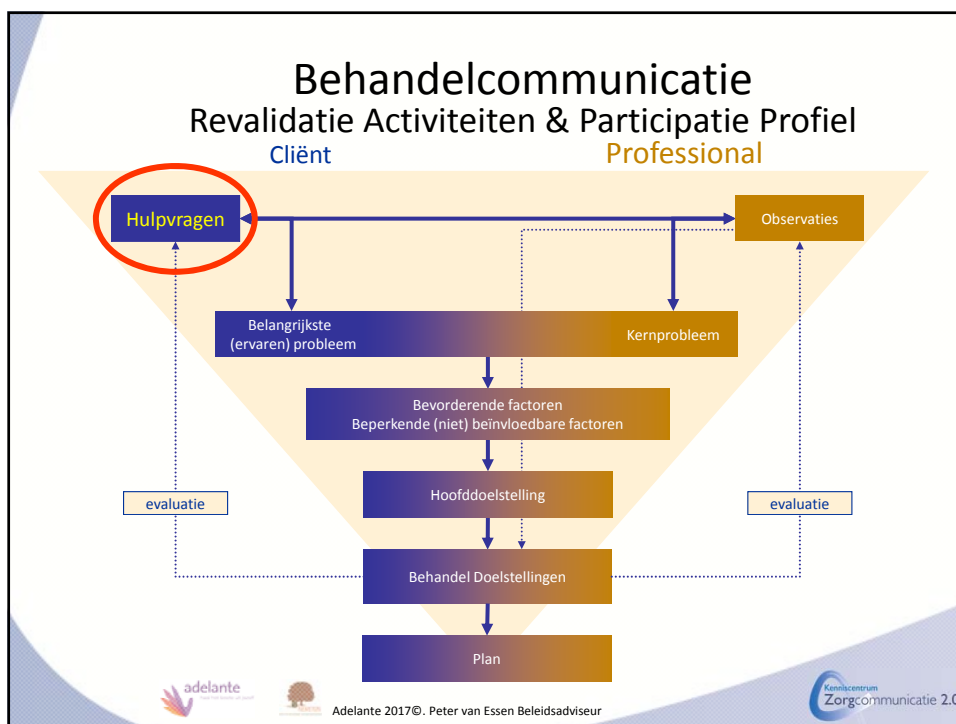 Behandelcommunicatie
Revalidatie Activiteiten & Participatie Profiel
Cliënt
Professional
Hulpvragen
Observaties
Belangrijkste
(ervaren) probleem
Kernprobleem
Bevorderende factoren
Beperkende (niet) beïnvloedbare factoren
Hoofddoelstelling
evaluatie
evaluatie
Behandel Doelstellingen
Plan
adelante
Adelante 2017©. Peter van Essen Beleidsadviseur
Kenniscentrum
Zorgcommunicatie 2.0